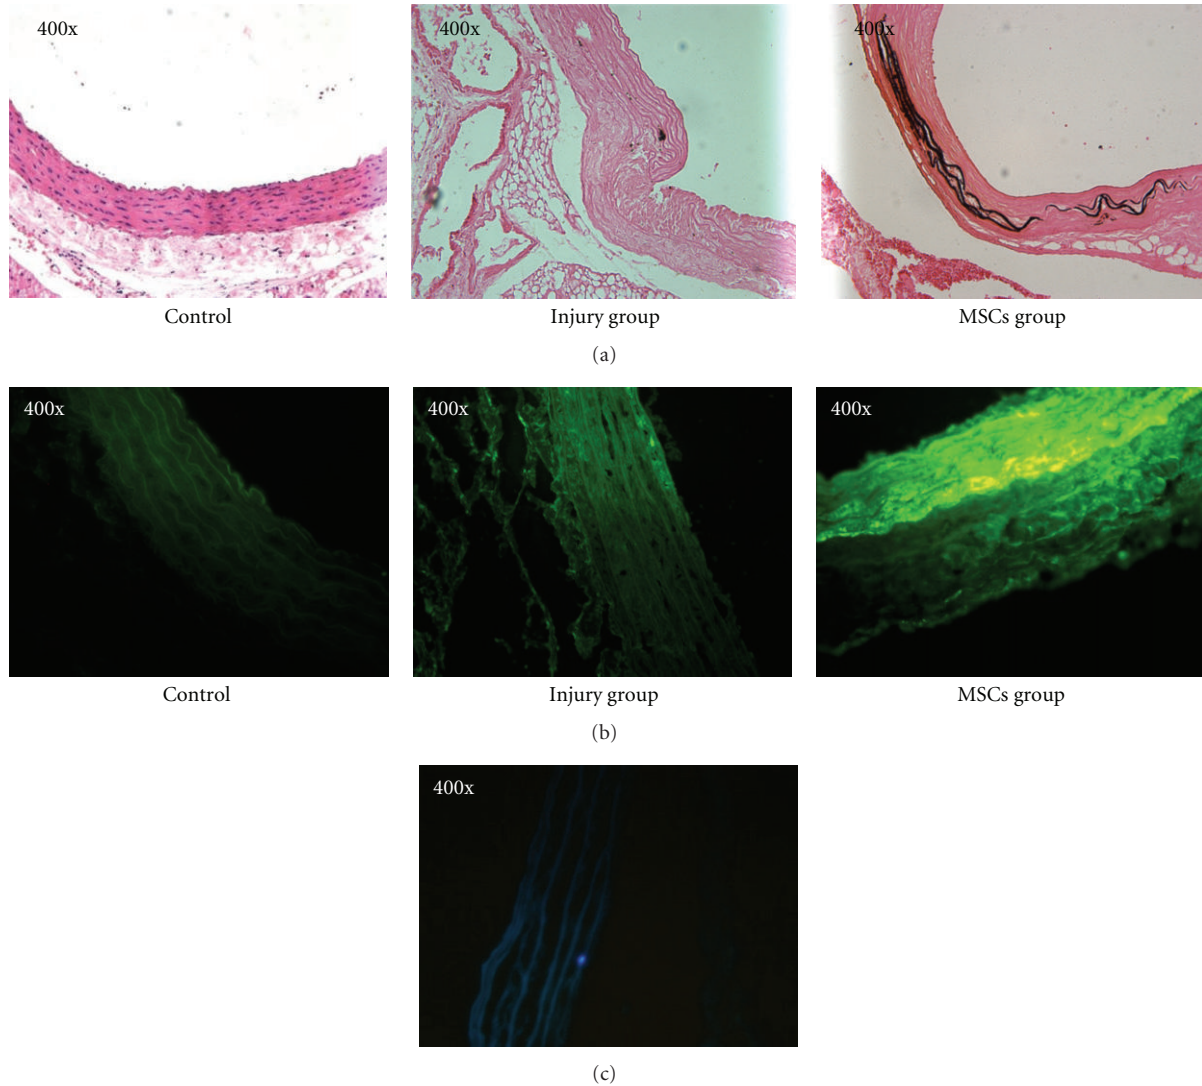 400x
400x
400x
Control
Injury group
MSCs group
(a)
400x
400x
400x
Control
Injury group
MSCs group
(b)
400x
(c)